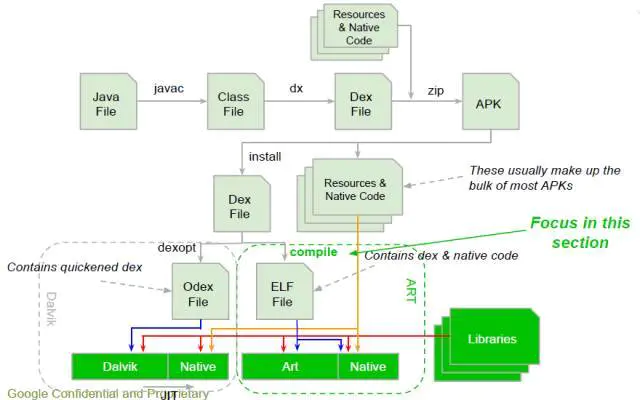 Resources
& Native
Code
Java
File
javac
Class
File
dx
Dex
File
zip
APK
install
Dex
File
Resources &
Native Code
These usually make up the
bulk of most APKs
Focus in this
section
dexopt
compile
Contains quickened dex
Odex
File
ELF
File
Contains dex & native code
Dalvik
ART
Libraries
Dalvik
Native
Art
Native
JIT
Google Confidential and Proprietary